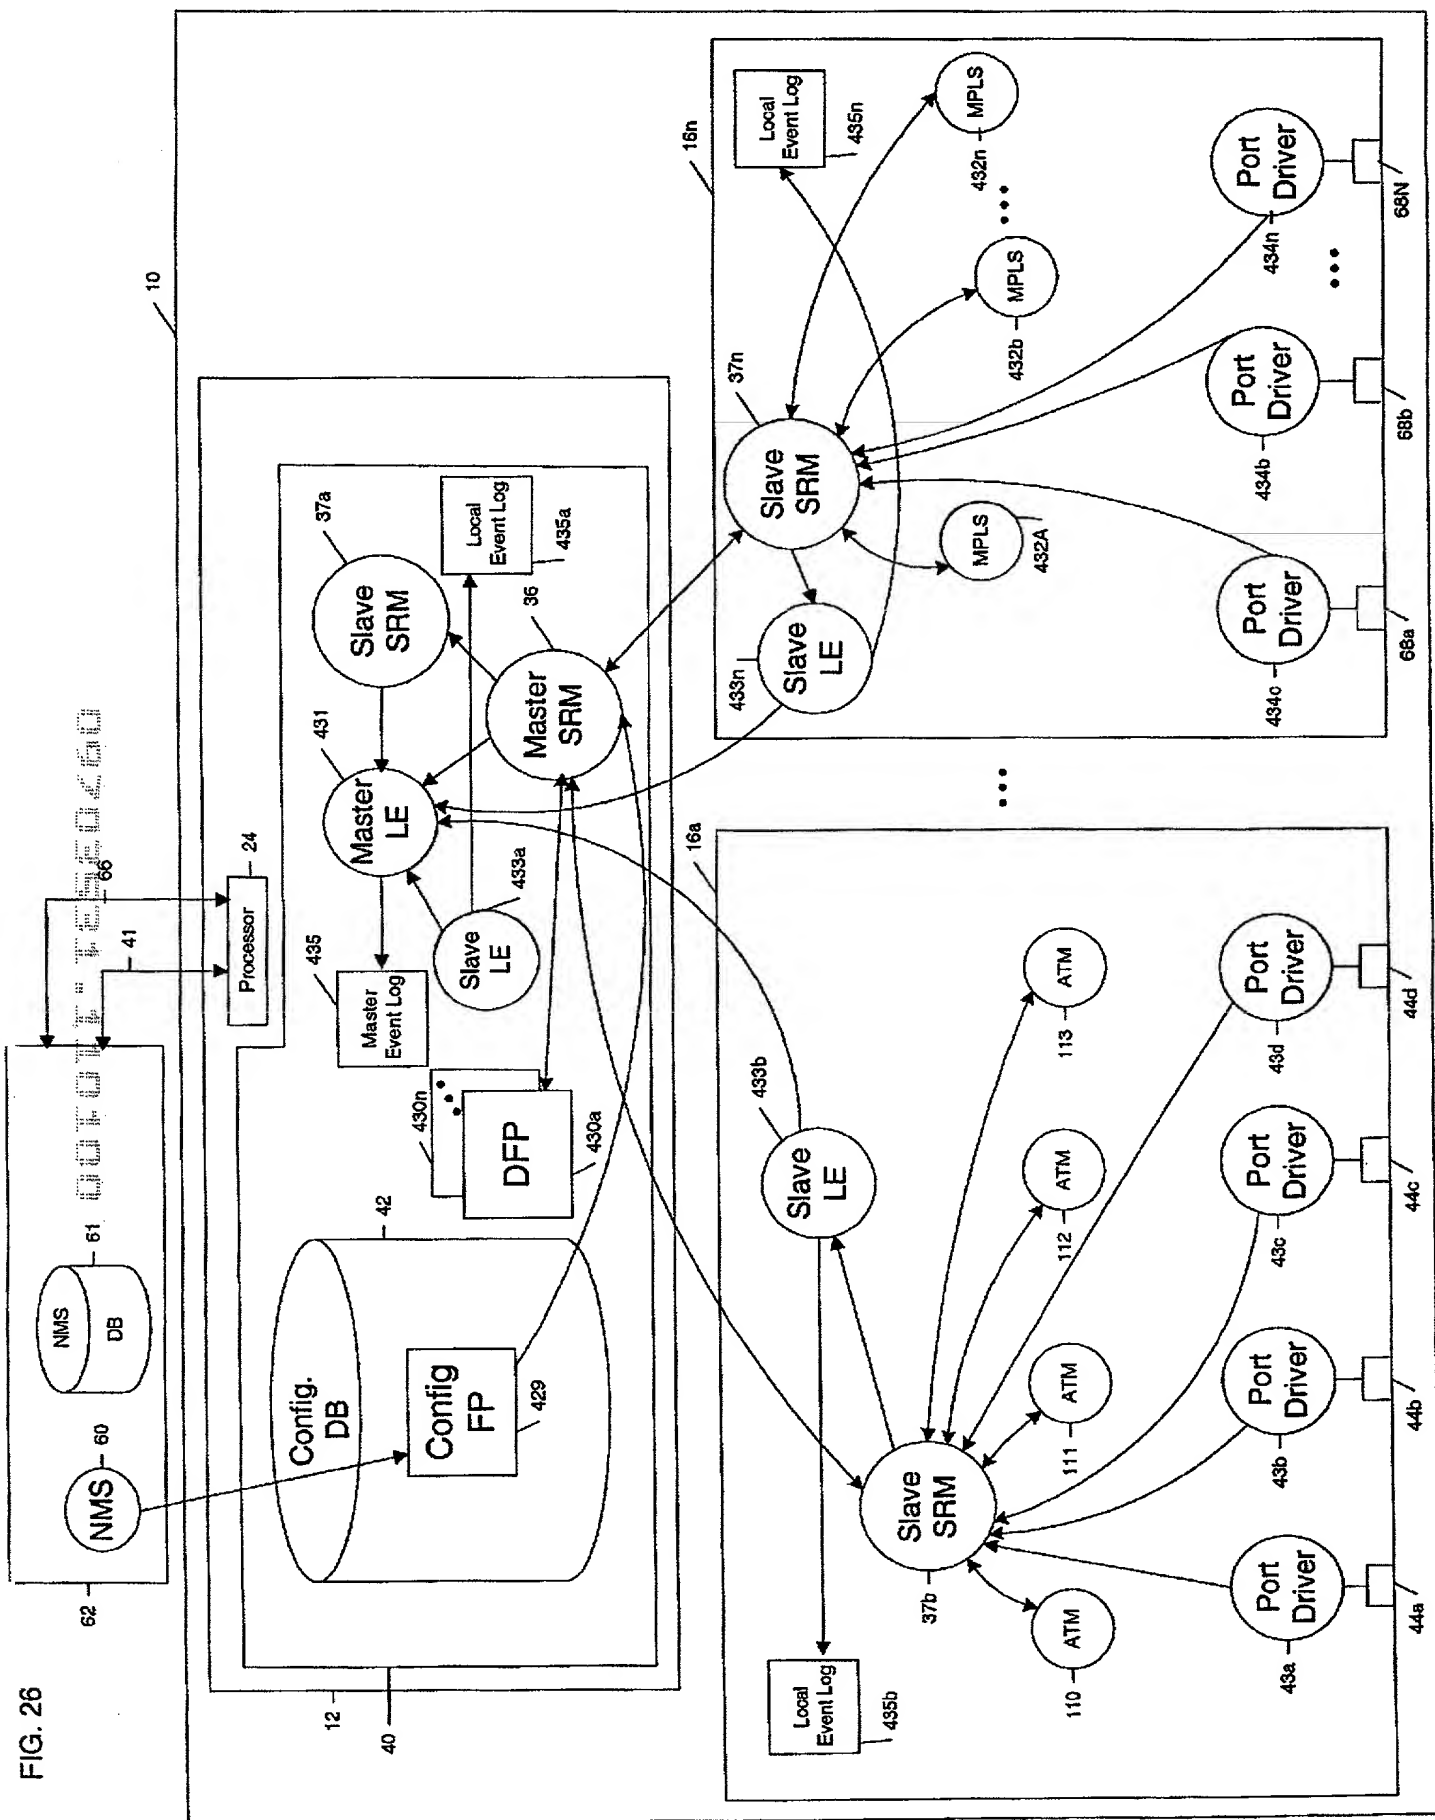 FIG. 26
62
NMS
60
NMS
DB
61
41
66
10
12
40
Processor
24
Config.
DB
42
Config
FP
429
DFP
430a
430n
Master
Event Log
435
Slave
LE
433a
Master
LE
431
Master
SRM
36
Slave
SRM
37a
Local
Event Log
435a
16a
Local
Event Log
435b
Slave
LE
433b
Slave
SRM
37b
ATM
110
ATM
111
ATM
112
ATM
113
Port
Driver
43a
Port
Driver
43b
Port
Driver
43c
Port
Driver
43d
44a
44b
44c
44d
16n
Slave
LE
433n
Slave
SRM
37n
Local
Event Log
435n
MPLS
432A
MPLS
432b
MPLS
432n
Port
Driver
434c
Port
Driver
434b
Port
Driver
434n
68a
68b
68N